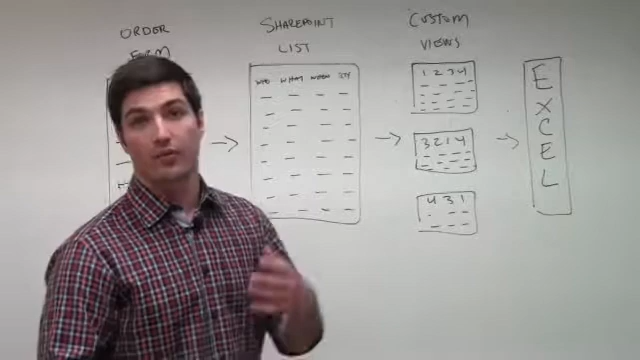 ORDER
FORM
SHAREPOINT
LIST
WHO WHAT WHEN
CUSTOM
VIEWS
1 2 3 4
3 2 1 4
4 3 1
EXCEL